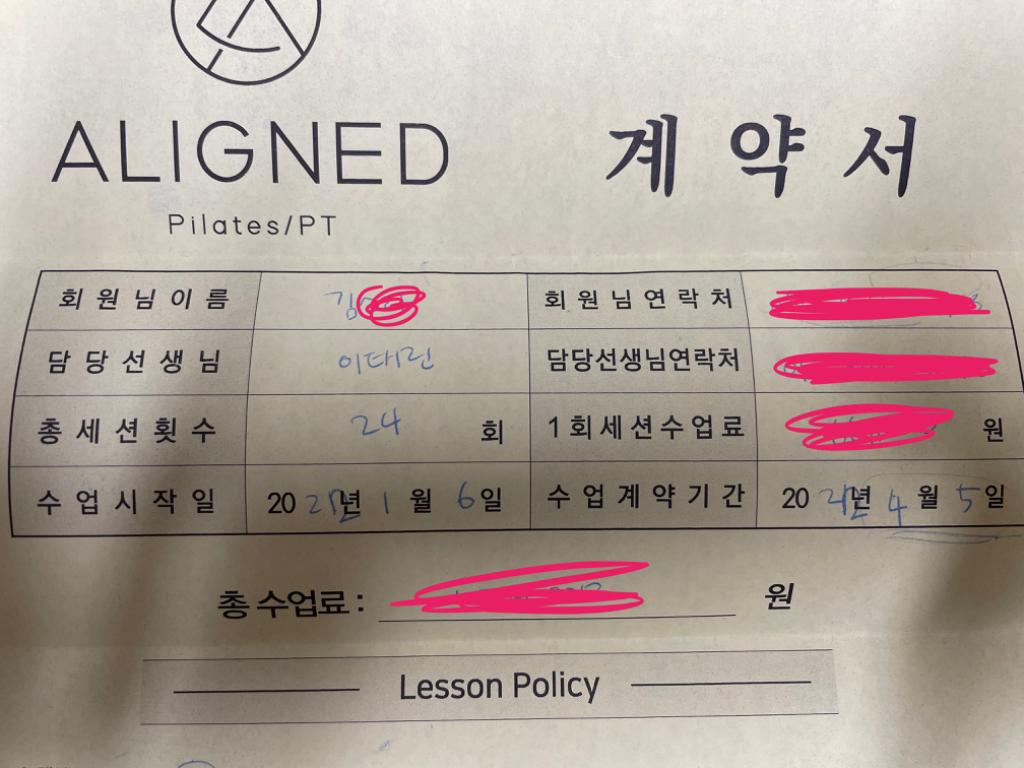 ALIGNED 계약서
Pilates/PT
회원님이름 김 회원님연락처
담당선생님 이태린 담당선생님연락처
총세션횟수 24 회 1회세션수업료 원
수업시작일 2021년 1월 6일 수업계약기간 2021년 4월 5일
총 수업료 : 원
Lesson Policy